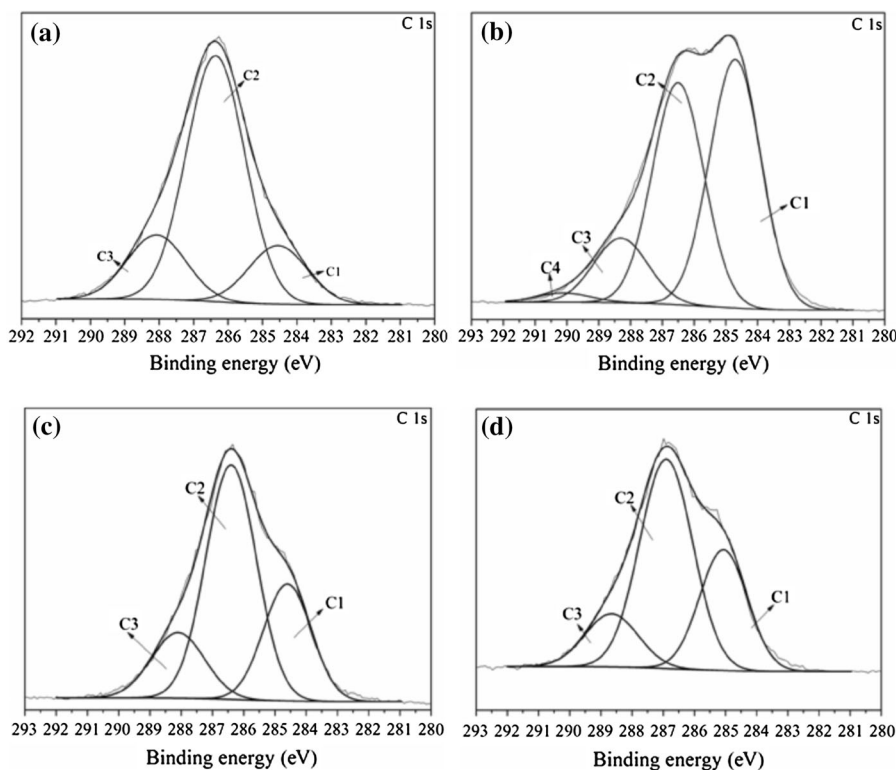 (a) C 1s
C2
C3
C1
292 291 290 289 288 287 286 285 284 283 282 281 280
Binding energy (eV)
(b) C 1s
C2
C1
C3
C4
292 291 290 289 288 287 286 285 284 283 282 281 280
Binding energy (eV)
(c) C 1s
C2
C1
C3
293 292 291 290 289 288 287 286 285 284 283 282 281 280
Binding energy (eV)
(d) C 1s
C2
C1
C3
293 292 291 290 289 288 287 286 285 284 283 282 281 280
Binding energy (eV)